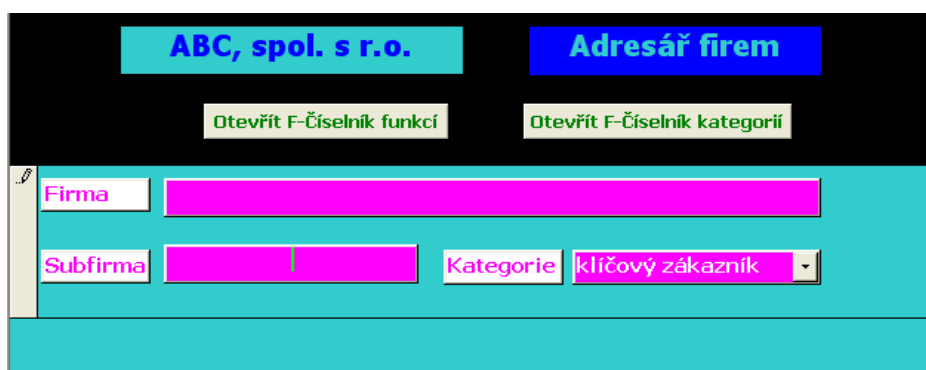 ABC, spol. s r.o.
Adresář firem
Otevřít F-Číselník funkcí
Otevřít F-Číselník kategorií
Firma
Subfirma
Kategorie
klíčový zákazník